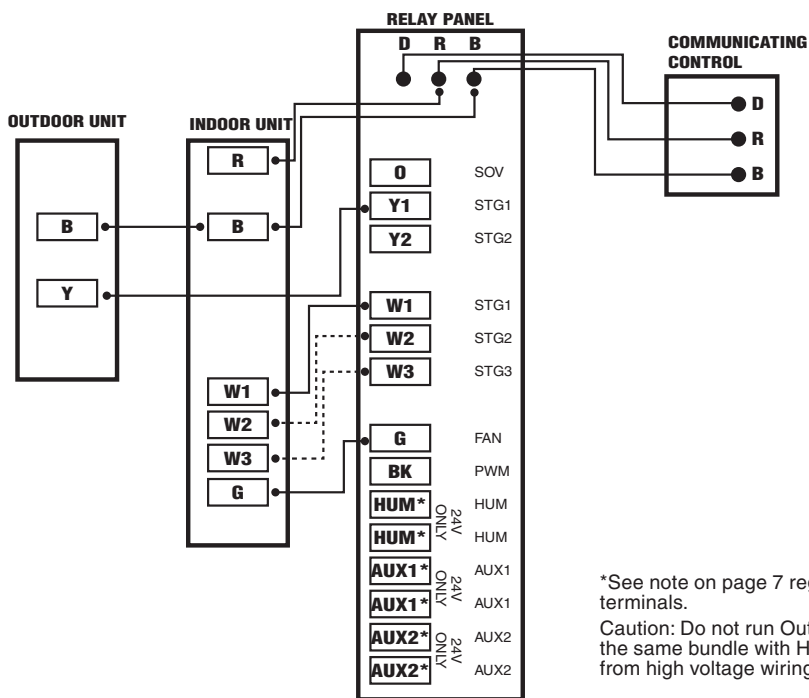 RELAY PANEL
D R B
COMMUNICATING
CONTROL
D
R
B
OUTDOOR UNIT
B
Y
INDOOR UNIT
R
B
W1
W2
W3
G
O SOV
Y1 STG1
Y2 STG2
W1 STG1
W2 STG2
W3 STG3
G FAN
BK PWM
HUM* HUM
HUM* HUM
24V
ONLY
AUX1* AUX1
AUX1* AUX1
24V
ONLY
AUX2* AUX2
AUX2* AUX2
24V
ONLY
*See note on page 7
terminals.
Caution: Do not run
the same bundle with
from high voltage wiring